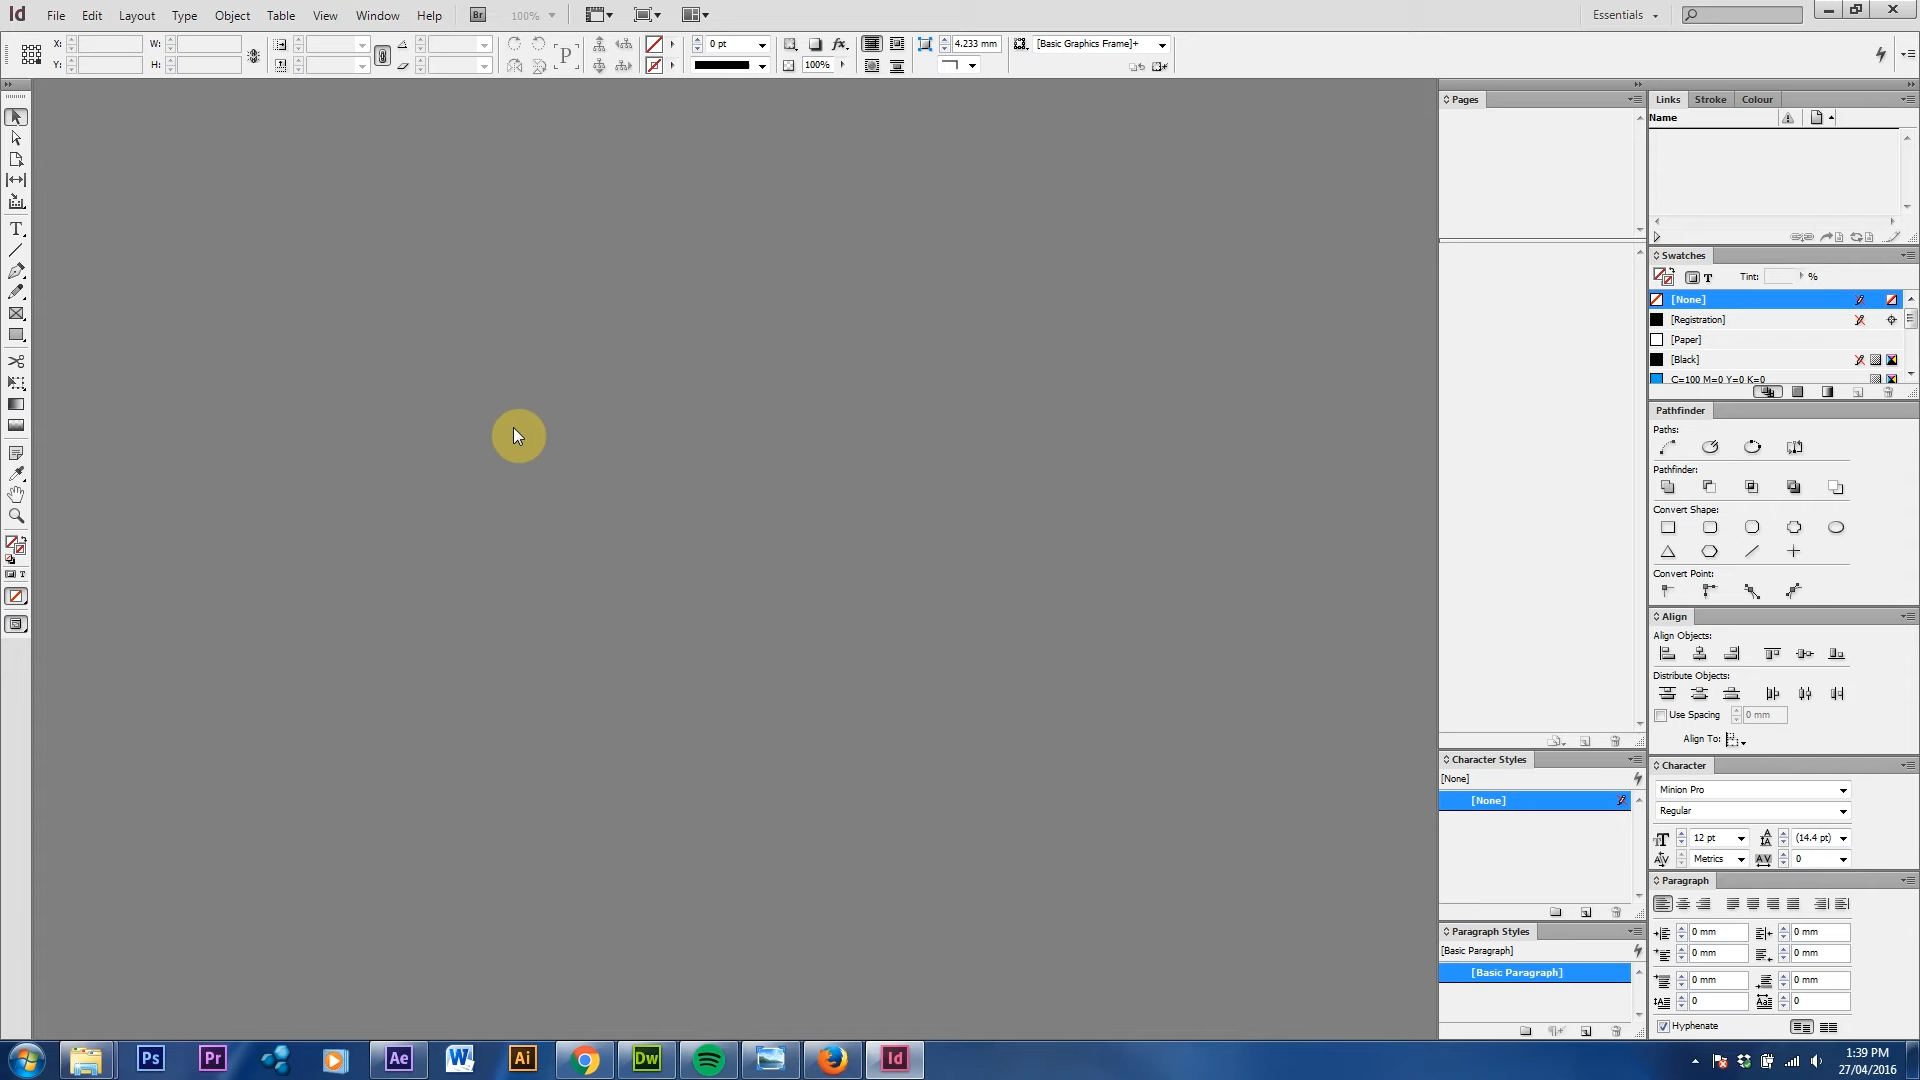 Id File Edit Layout Type Object Table View Window Help Br 100% Essentials
X: W: 0 pt 4.233 mm [Basic Graphics Frame]+
Y: H: P 100%
Pages
Links Stroke Colour
Name
Swatches
T Tint: %
[None]
[Registration]
[Paper]
[Black]
C=100 M=0 Y=0 K=0
Pathfinder
Paths:
Pathfinder:
Convert Shape:
Convert Point:
Align
Align Objects:
Distribute Objects:
Use Spacing 0 mm
Align To:
Character Styles
[None]
[None]
Character
Minion Pro
Regular
12 pt (14.4 pt)
Metrics 0
Paragraph Styles
[Basic Paragraph]
[Basic Paragraph]
Paragraph
0 mm 0 mm
0 mm 0 mm
0 mm 0 mm
0 0
Hyphenate
Ps Pr Ae W Ai Dw Id
1:39 PM
27/04/2016